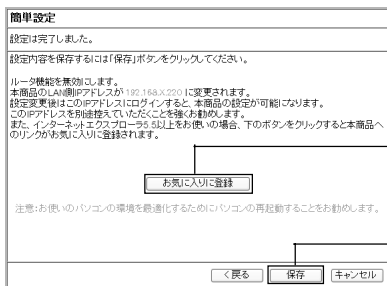 簡単設定
設定は完了しました。
設定内容を保存するには「保存」ボタンをクリックしてください。
ルータ機能を無効にします。
本商品のLAN側IPアドレスが 192.168.X.220 に変更されます。
設定変更後はこのIPアドレスにログインすると、本商品の設定が可能になります。
このIPアドレスを別途控えていただくことを強くお勧めします。
また、インターネットエクスプローラ5.5以上をお使いの場合、下のボタンをクリックすると本商品へ
のリンクがお気に入りに登録されます。
お気に入りに登録
注意:お使いのパソコンの環境を最適化するためにパソコンの再起動することをお勧めします。
<戻る 保存 キャンセル